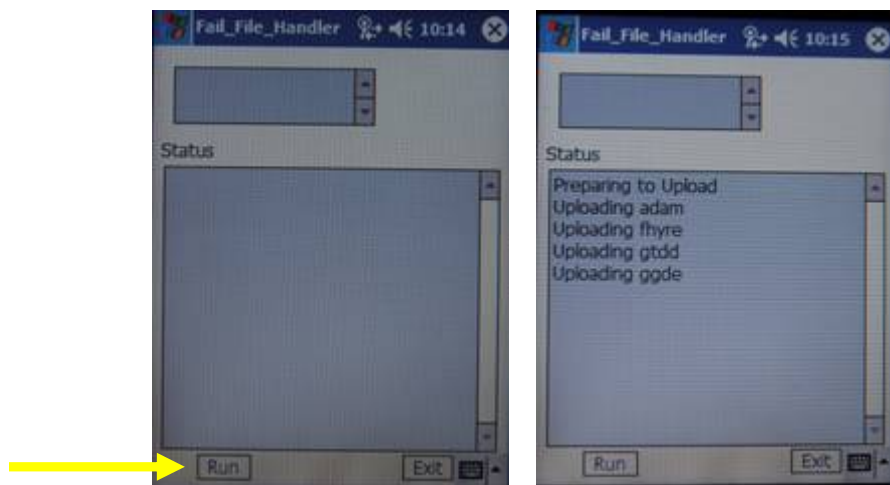 Fail_File_Handler 10:14
Status
Run Exit
Fail_File_Handler 10:15
Status
Preparing to Upload
Uploading adam
Uploading fhyre
Uploading gtdd
Uploading ggde
Run Exit